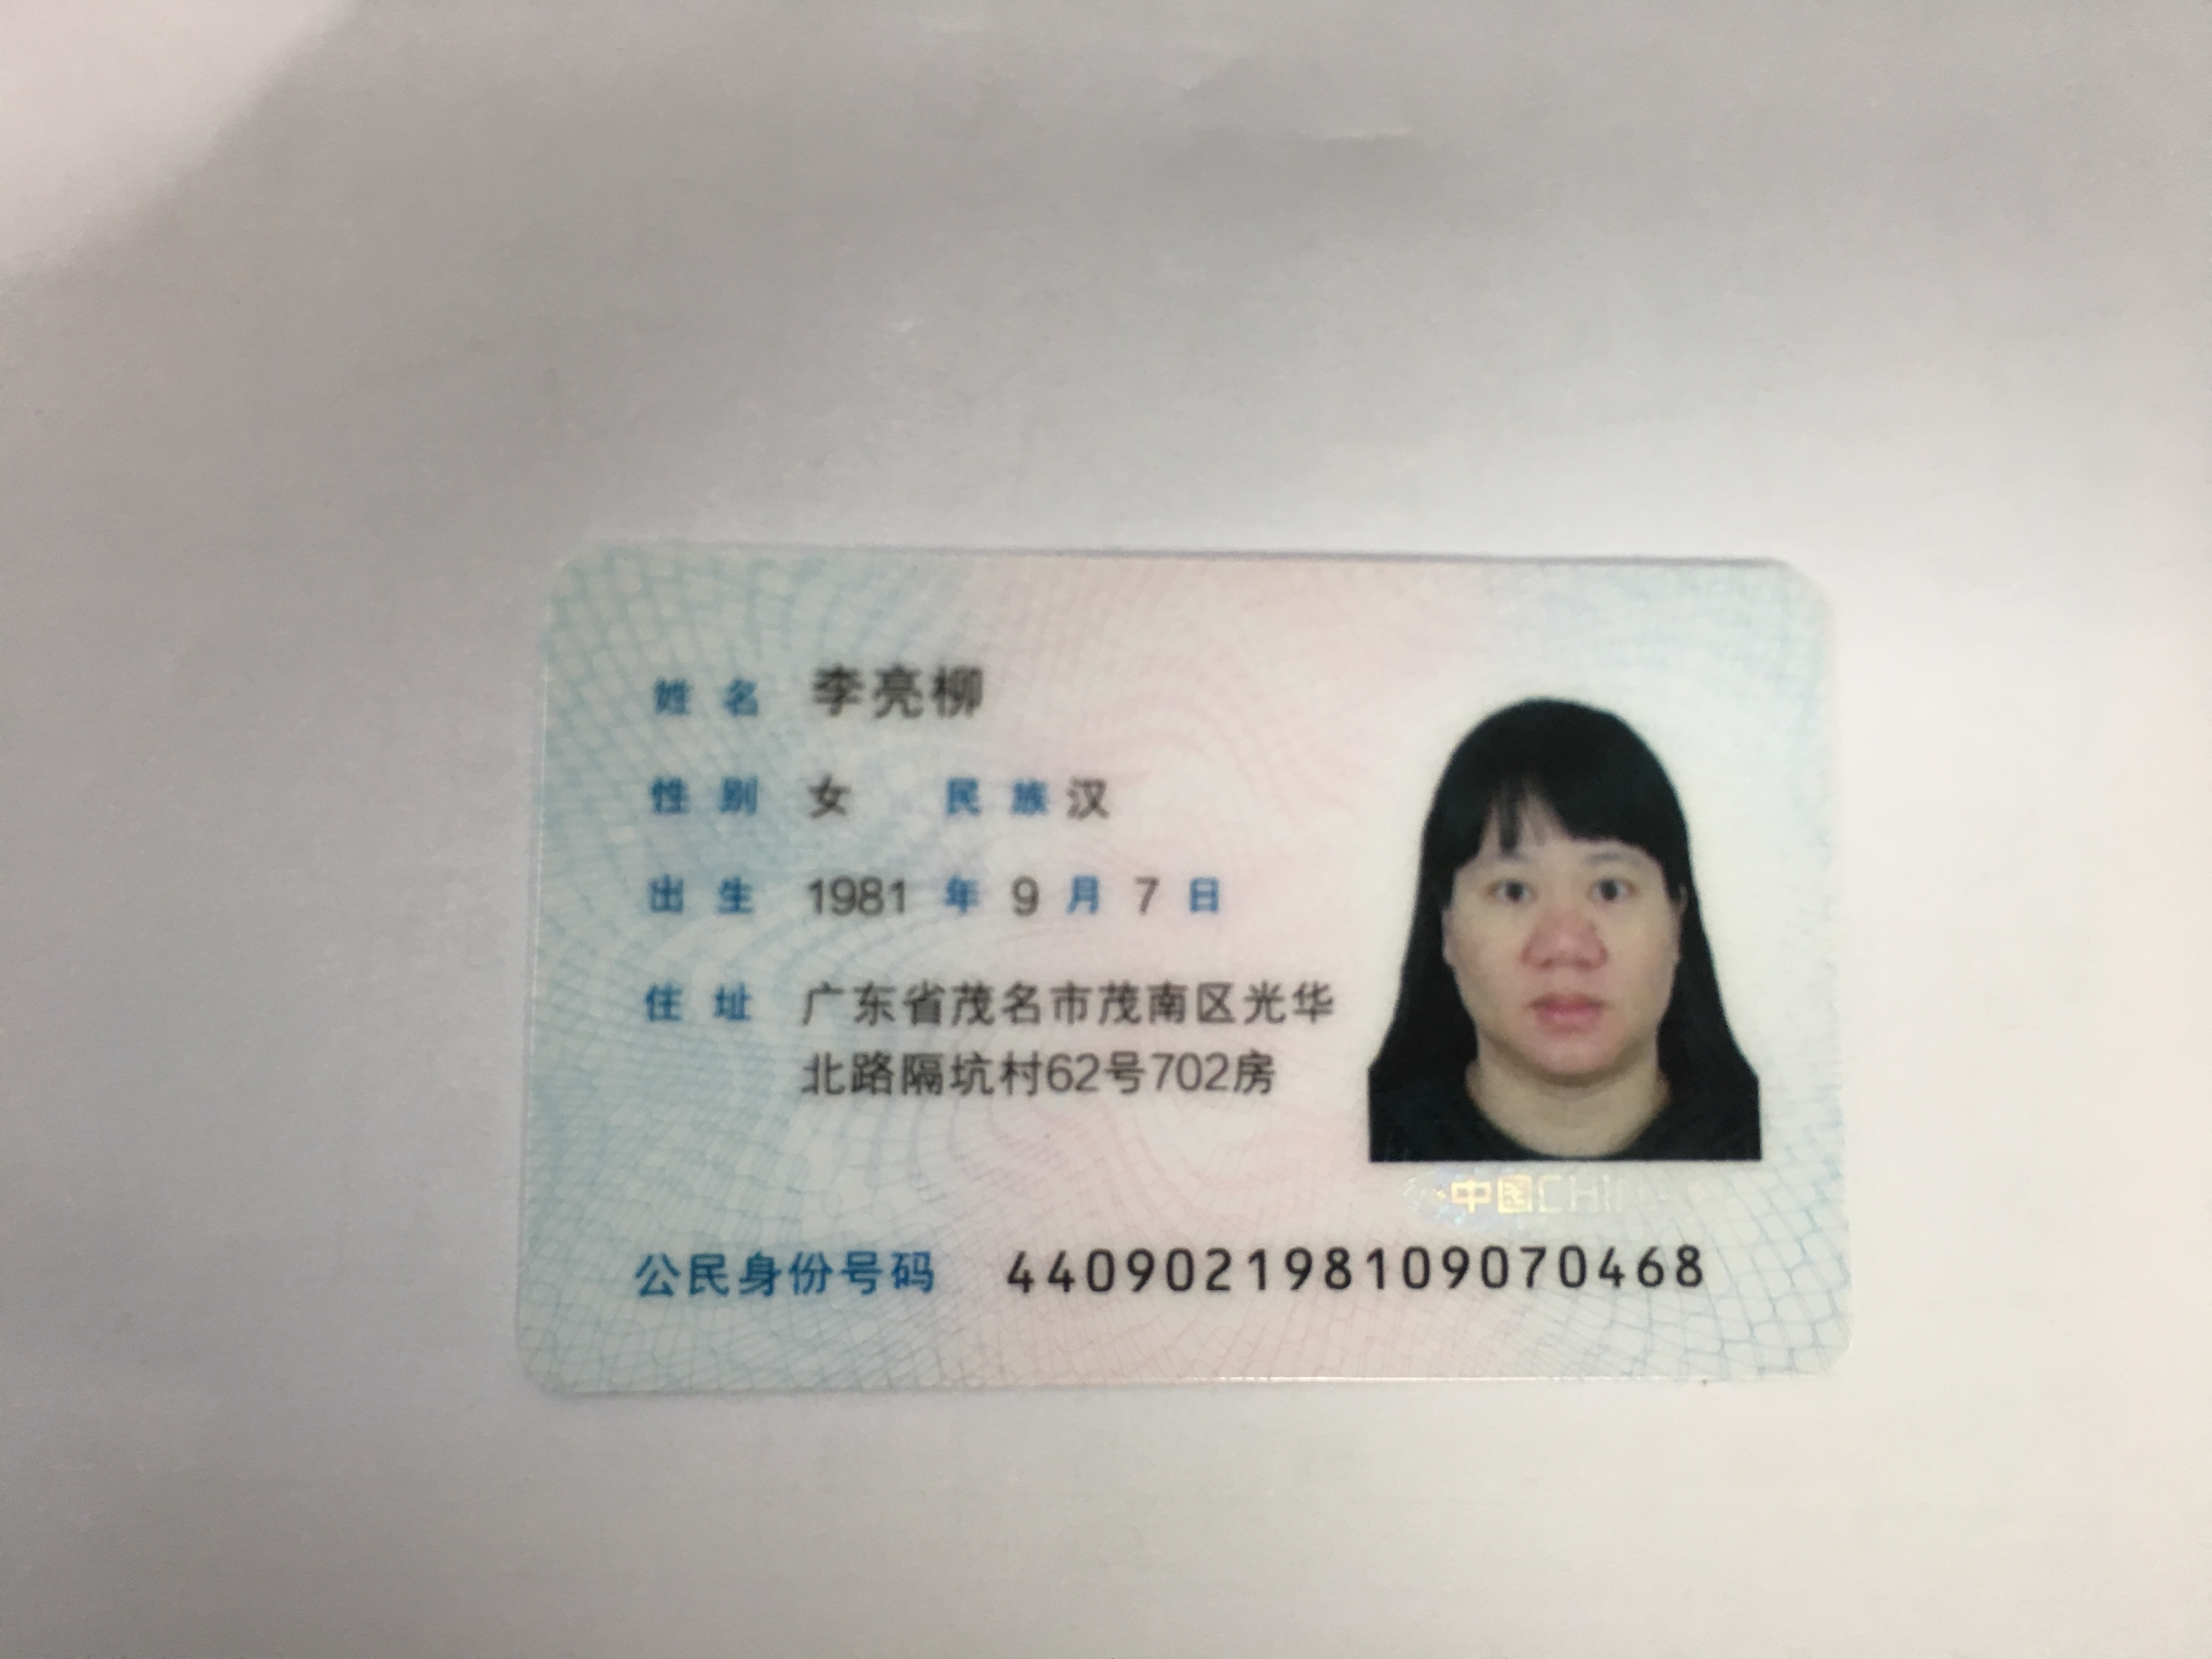 姓名 李亮柳
性别 女 民族 汉
出生 1981 年 9 月 7 日
住址 广东省茂名市茂南区光华
北路隔坑村62号702房
中国CHINA
公民身份号码 440902198109070468